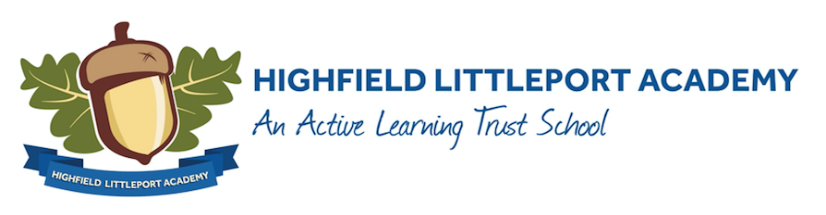 HIGHFIELD LITTLEPORT ACADEMY
An Active Learning Trust School
HIGHFIELD LITTLEPORT ACADEMY